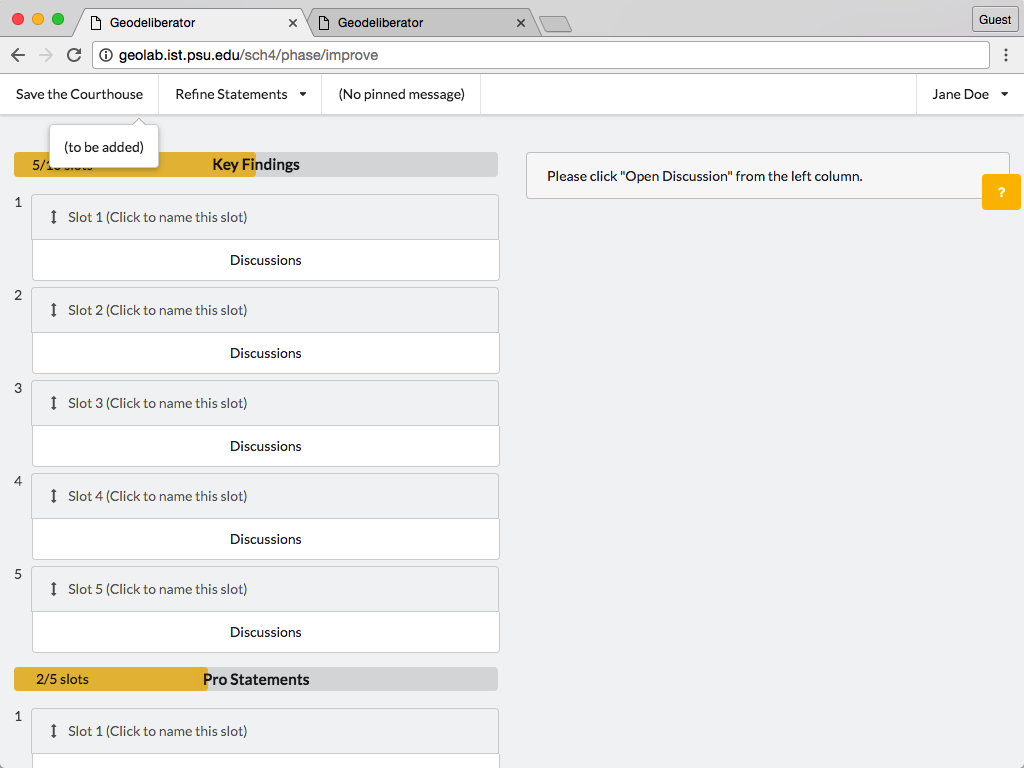 Geodeliberator
Geodeliberator
Guest
geolab.ist.psu.edu/sch4/phase/improve
Save the Courthouse
Refine Statements
(No pinned message)
Jane Doe
(to be added)
Key Findings
Please click "Open Discussion" from the left column.
?
1
Slot 1 (Click to name this slot)
Discussions
2
Slot 2 (Click to name this slot)
Discussions
3
Slot 3 (Click to name this slot)
Discussions
4
Slot 4 (Click to name this slot)
Discussions
5
Slot 5 (Click to name this slot)
Discussions
2/5 slots
Pro Statements
1
Slot 1 (Click to name this slot)